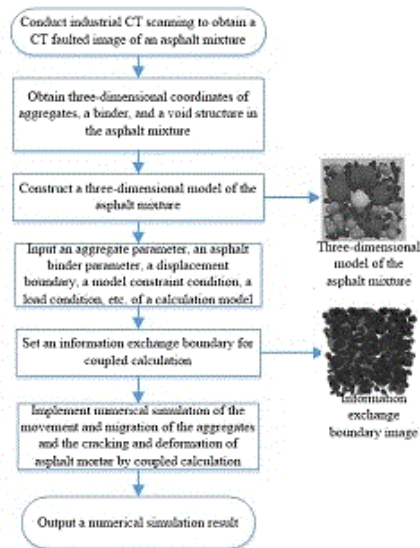 Conduct industrial CT scanning to obtain a
CT faulted image of an asphalt mixture
Obtain three-dimensional coordinates of
aggregates, a binder, and a void structure in
the asphalt mixture
Construct a three-dimensional model of the
asphalt mixture
Three-dimensional
model of the
asphalt mixture
Input an aggregate parameter, an asphalt
binder parameter, a displacement
boundary, a model constraint condition, a
load condition, etc. of a calculation model
Set an information exchange boundary for
coupled calculation
Information
exchange
boundary image
Implement numerical simulation of the
movement and migration of the aggregates
and the cracking and deformation of
asphalt mortar by coupled calculation
Output a numerical simulation result